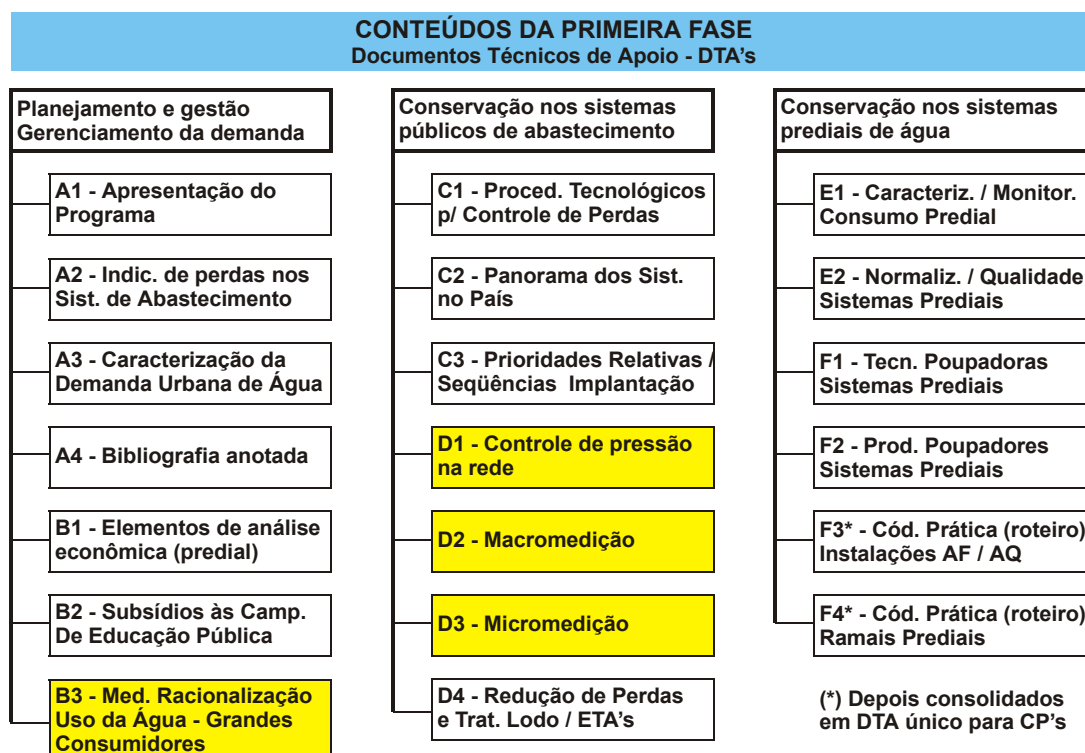 CONTEÚDOS DA PRIMEIRA FASE
Documentos Técnicos de Apoio - DTA's
Planejamento e gestão
Gerenciamento da demanda
A1 - Apresentação do
Programa
A2 - Indic. de perdas nos
Sist. de Abastecimento
A3 - Caracterização da
Demanda Urbana de Água
A4 - Bibliografia anotada
B1 - Elementos de análise
econômica (predial)
B2 - Subsídios às Camp.
De Educação Pública
B3 - Med. Racionalização
Uso da Água - Grandes
Consumidores
Conservação nos sistemas
públicos de abastecimento
C1 - Proced. Tecnológicos
p/ Controle de Perdas
C2 - Panorama dos Sist.
no País
C3 - Prioridades Relativas /
Seqüências Implantação
D1 - Controle de pressão
na rede
D2 - Macromedição
D3 - Micromedição
D4 - Redução de Perdas
e Trat. Lodo / ETA's
Conservação nos sistemas
prediais de água
E1 - Caracteriz. / Monitor.
Consumo Predial
E2 - Normaliz. / Qualidade
Sistemas Prediais
F1 - Tecn. Poupadoras
Sistemas Prediais
F2 - Prod. Poupadores
Sistemas Prediais
F3* - Cód. Prática (roteiro)
Instalações AF / AQ
F4* - Cód. Prática (roteiro)
Ramais Prediais
(*) Depois consolidados
em DTA único para CP's